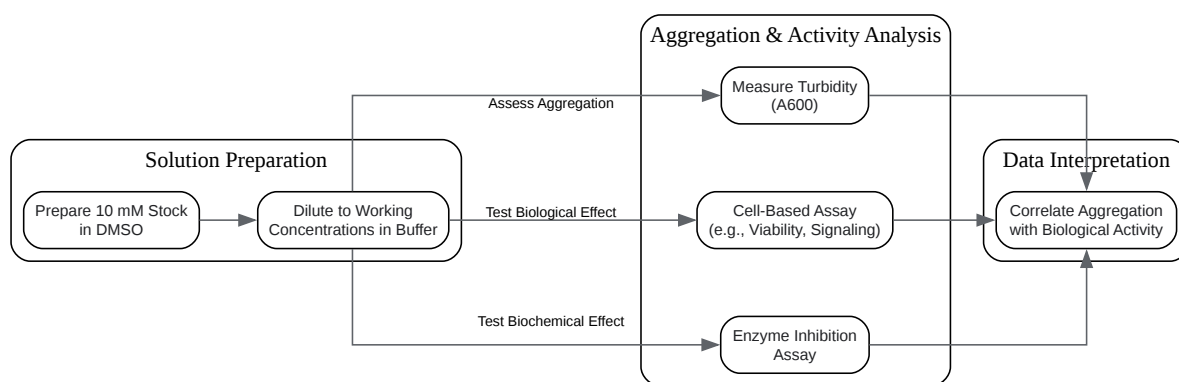 Aggregation & Activity Analysis
Measure Turbidity
(A600)
Assess Aggregation
Solution Preparation
Data Interpretation
Prepare 10 mM Stock
in DMSO
Dilute to Working
Concentrations in Buffer
Test Biological Effect
Cell-Based Assay
(e.g., Viability, Signaling)
Correlate Aggregation
with Biological Activity
Test Biochemical Effect
Enzyme Inhibition
Assay